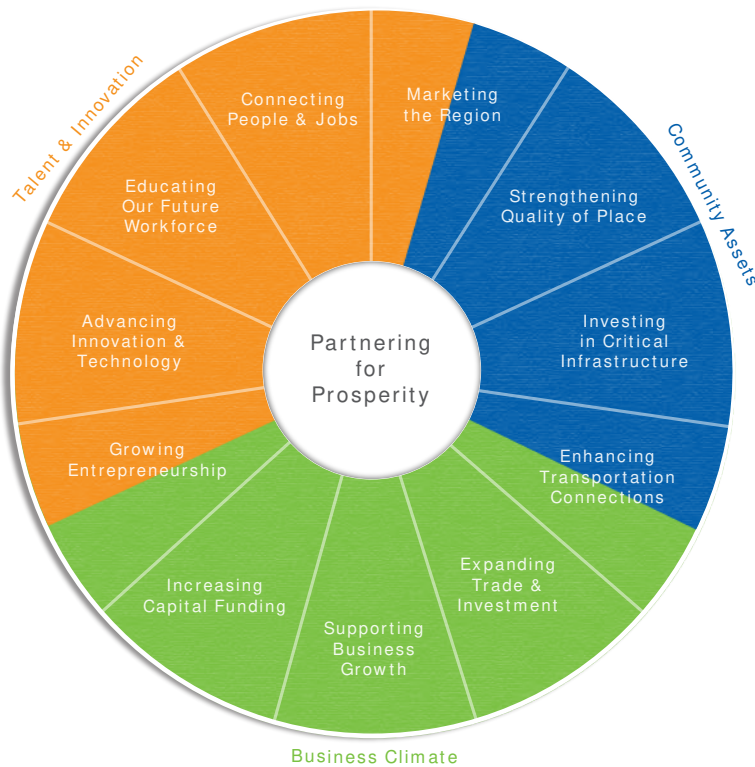 Talent & Innovation
Community Assets
Business Climate
Partnering
for
Prosperity
Connecting
People & Jobs
Marketing
the Region
Strengthening
Quality of Place
Investing
in Critical
Infrastructure
Enhancing
Transportation
Connections
Expanding
Trade &
Investment
Supporting
Business
Growth
Increasing
Capital Funding
Growing
Entrepreneurship
Advancing
Innovation &
Technology
Educating
Our Future
Workforce